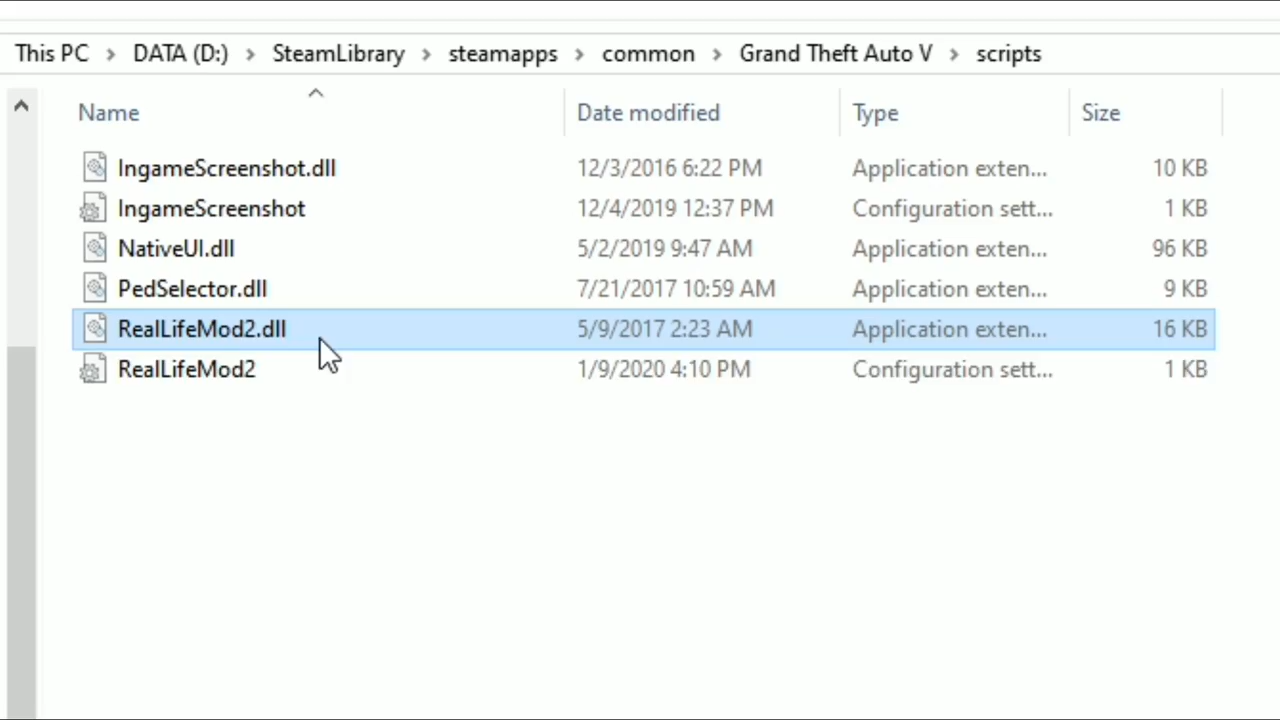 This PC > DATA (D:) > SteamLibrary > steamapps > common > Grand Theft Auto V > scripts
Name Date modified Type Size
IngameScreenshot.dll 12/3/2016 6:22 PM Application exten... 10 KB
IngameScreenshot 12/4/2019 12:37 PM Configuration sett... 1 KB
NativeUI.dll 5/2/2019 9:47 AM Application exten... 96 KB
PedSelector.dll 7/21/2017 10:59 AM Application exten... 9 KB
RealLifeMod2.dll 5/9/2017 2:23 AM Application exten... 16 KB
RealLifeMod2 1/9/2020 4:10 PM Configuration sett... 1 KB